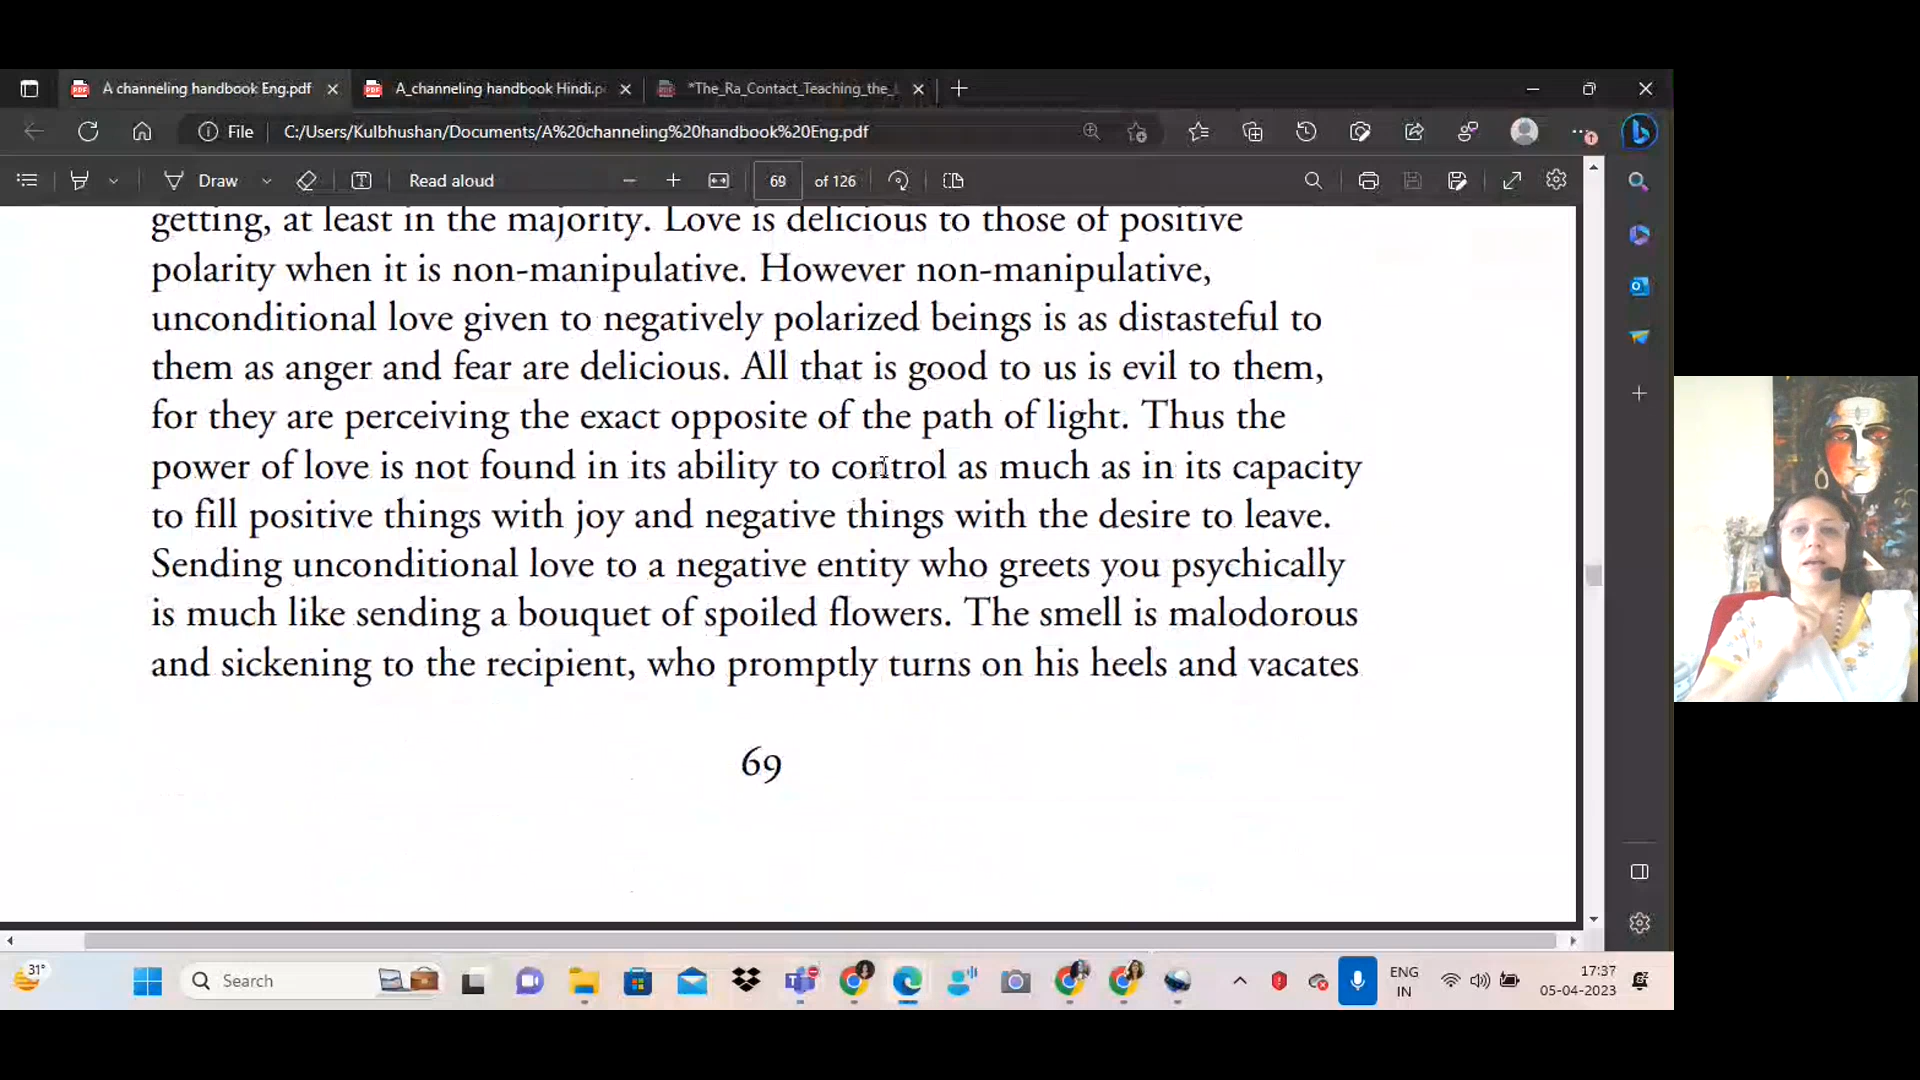 A channeling handbook Eng.pdf
A_channeling handbook Hindi.p
*The_Ra_Contact_Teaching_the_
File
C:/Users/Kulbhushan/Documents/A%20channeling%20handbook%20Eng.pdf
Draw
Read aloud
69
of 126
getting, at least in the majority. Love is delicious to those of positive
polarity when it is non-manipulative. However non-manipulative,
unconditional love given to negatively polarized beings is as distasteful to
them as anger and fear are delicious. All that is good to us is evil to them,
for they are perceiving the exact opposite of the path of light. Thus the
power of love is not found in its ability to control as much as in its capacity
to fill positive things with joy and negative things with the desire to leave.
Sending unconditional love to a negative entity who greets you psychically
is much like sending a bouquet of spoiled flowers. The smell is malodorous
and sickening to the recipient, who promptly turns on his heels and vacates
69
31°
Search
ENG
IN
17:37
05-04-2023